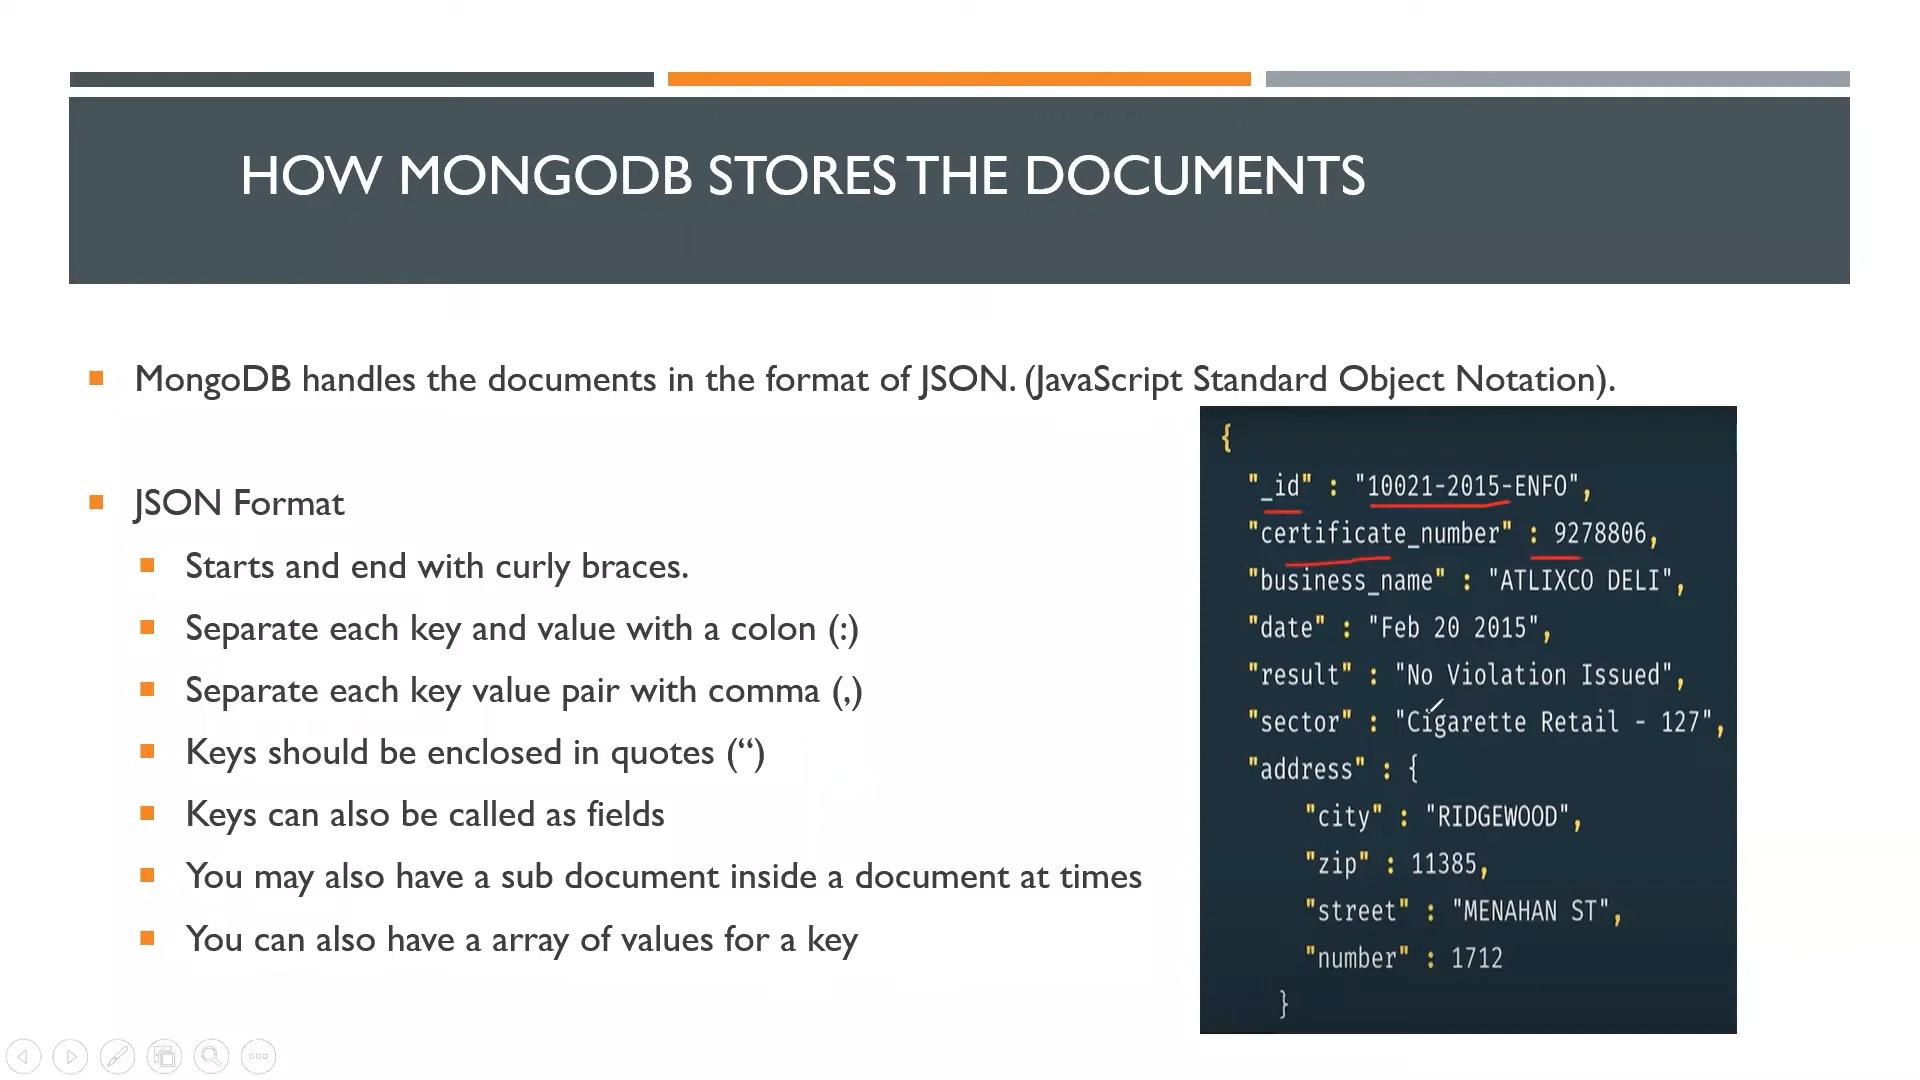 HOW MONGODB STORES THE DOCUMENTS
MongoDB handles the documents in the format of JSON. (JavaScript Standard Object Notation).
JSON Format
Starts and end with curly braces.
Separate each key and value with a colon (:)
Separate each key value pair with comma (,)
Keys should be enclosed in quotes (“)
Keys can also be called as fields
You may also have a sub document inside a document at times
You can also have a array of values for a key
{
"_id" : "10021-2015-ENFO",
"certificate_number" : 9278806,
"business_name" : "ATLIXCO DELI",
"date" : "Feb 20 2015",
"result" : "No Violation Issued",
"sector" : "Cigarette Retail - 127",
"address" : {
"city" : "RIDGEWOOD",
"zip" : 11385,
"street" : "MENAHAN ST",
"number" : 1712
}